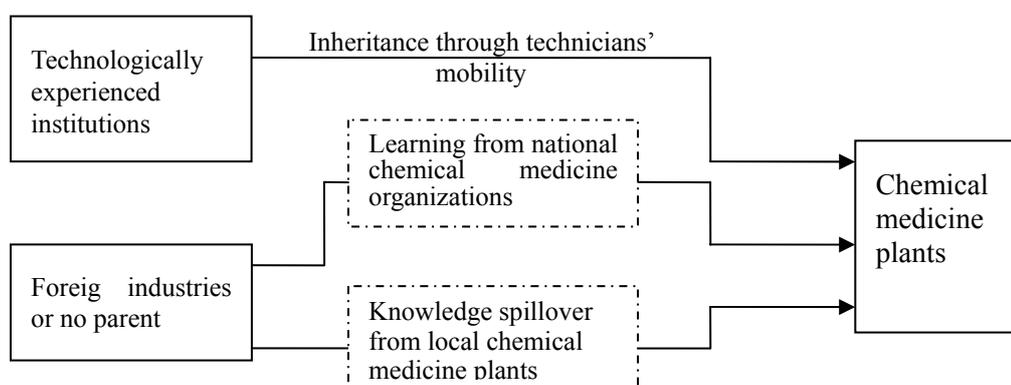 Inheritance through technicians’
mobility
Technologically
experienced
institutions
Learning from national
chemical medicine
organizations
Chemical
medicine
plants
Foreig industries
or no parent
Knowledge spillover
from local chemical
medicine plants